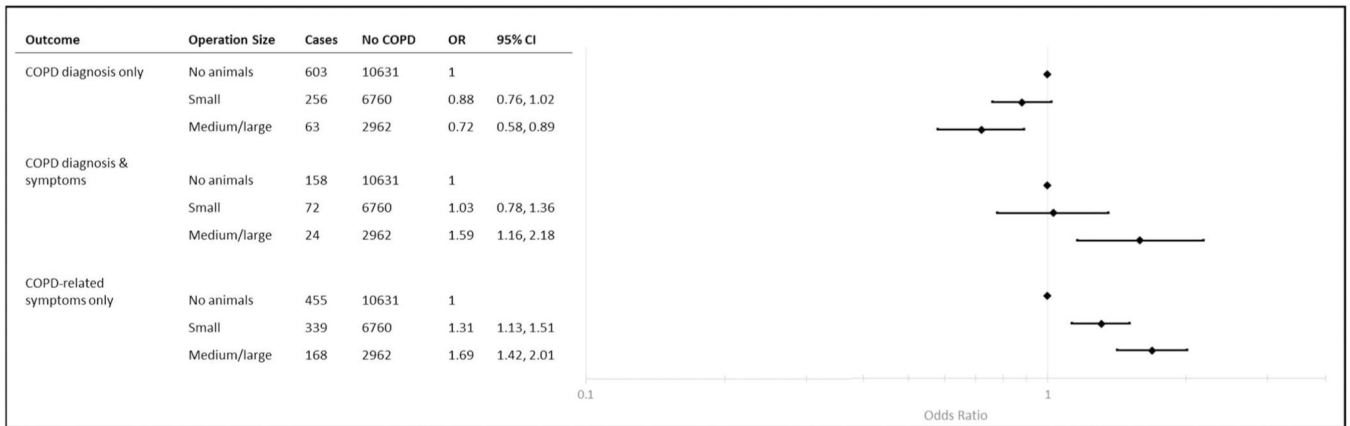 Outcome Operation Size Cases No COPD OR 95% CI
COPD diagnosis only No animals 603 10631 1
Small 256 6760 0.88 0.76, 1.02
Medium/large 63 2962 0.72 0.58, 0.89
COPD diagnosis &
symptoms No animals 158 10631 1
Small 72 6760 1.03 0.78, 1.36
Medium/large 24 2962 1.59 1.16, 2.18
COPD-related
symptoms only No animals 455 10631 1
Small 339 6760 1.31 1.13, 1.51
Medium/large 168 2962 1.69 1.42, 2.01
0.1 1
Odds Ratio